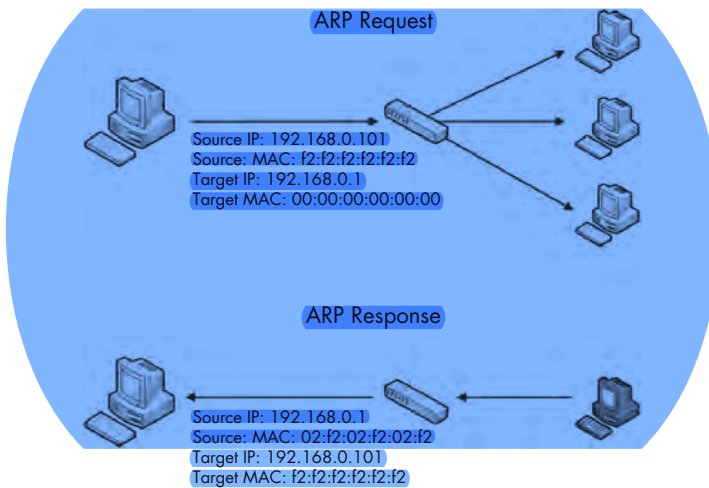 ARP Request
Source IP: 192.168.0.101
Source: MAC: f2:f2:f2:f2:f2:f2
Target IP: 192.168.0.1
Target MAC: 00:00:00:00:00:00
ARP Response
Source IP: 192.168.0.1
Source: MAC: 02:f2:02:f2:02:f2
Target IP: 192.168.0.101
Target MAC: f2:f2:f2:f2:f2:f2